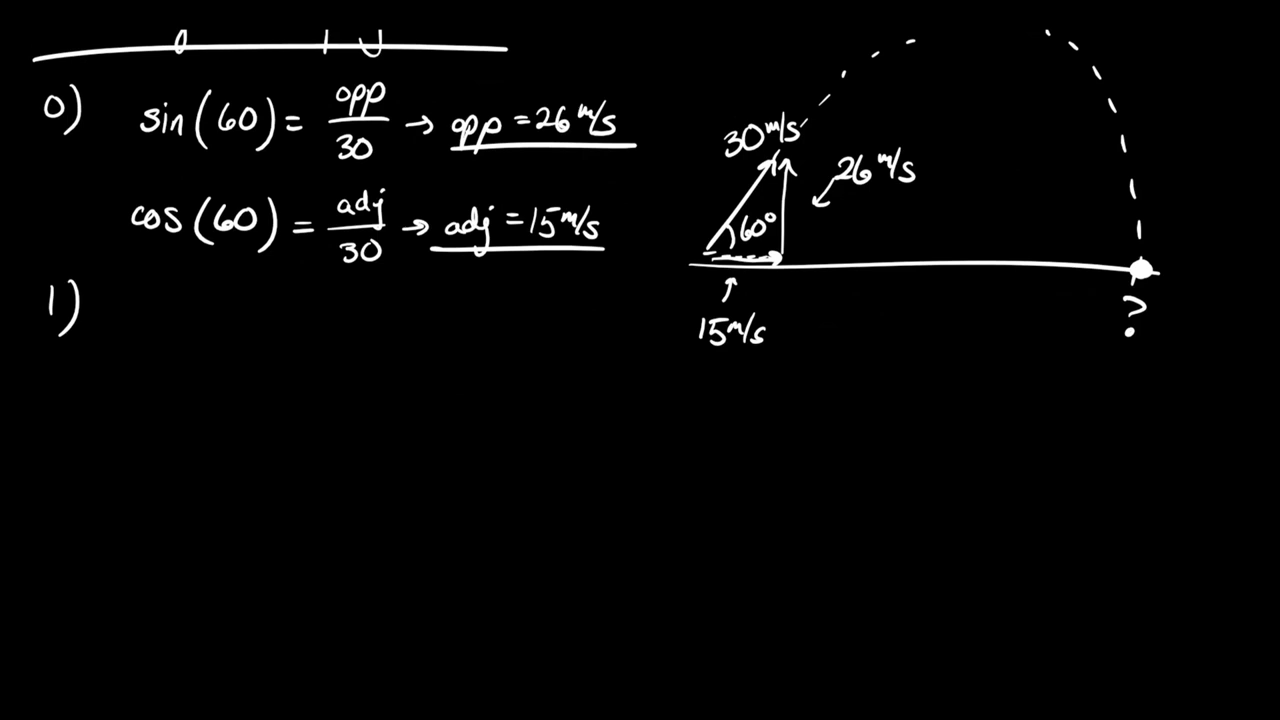 0) sin(60) = opp/30 → opp = 26 m/s
cos(60) = adj/30 → adj = 15 m/s
1)
30 m/s
26 m/s
60°
15 m/s
?